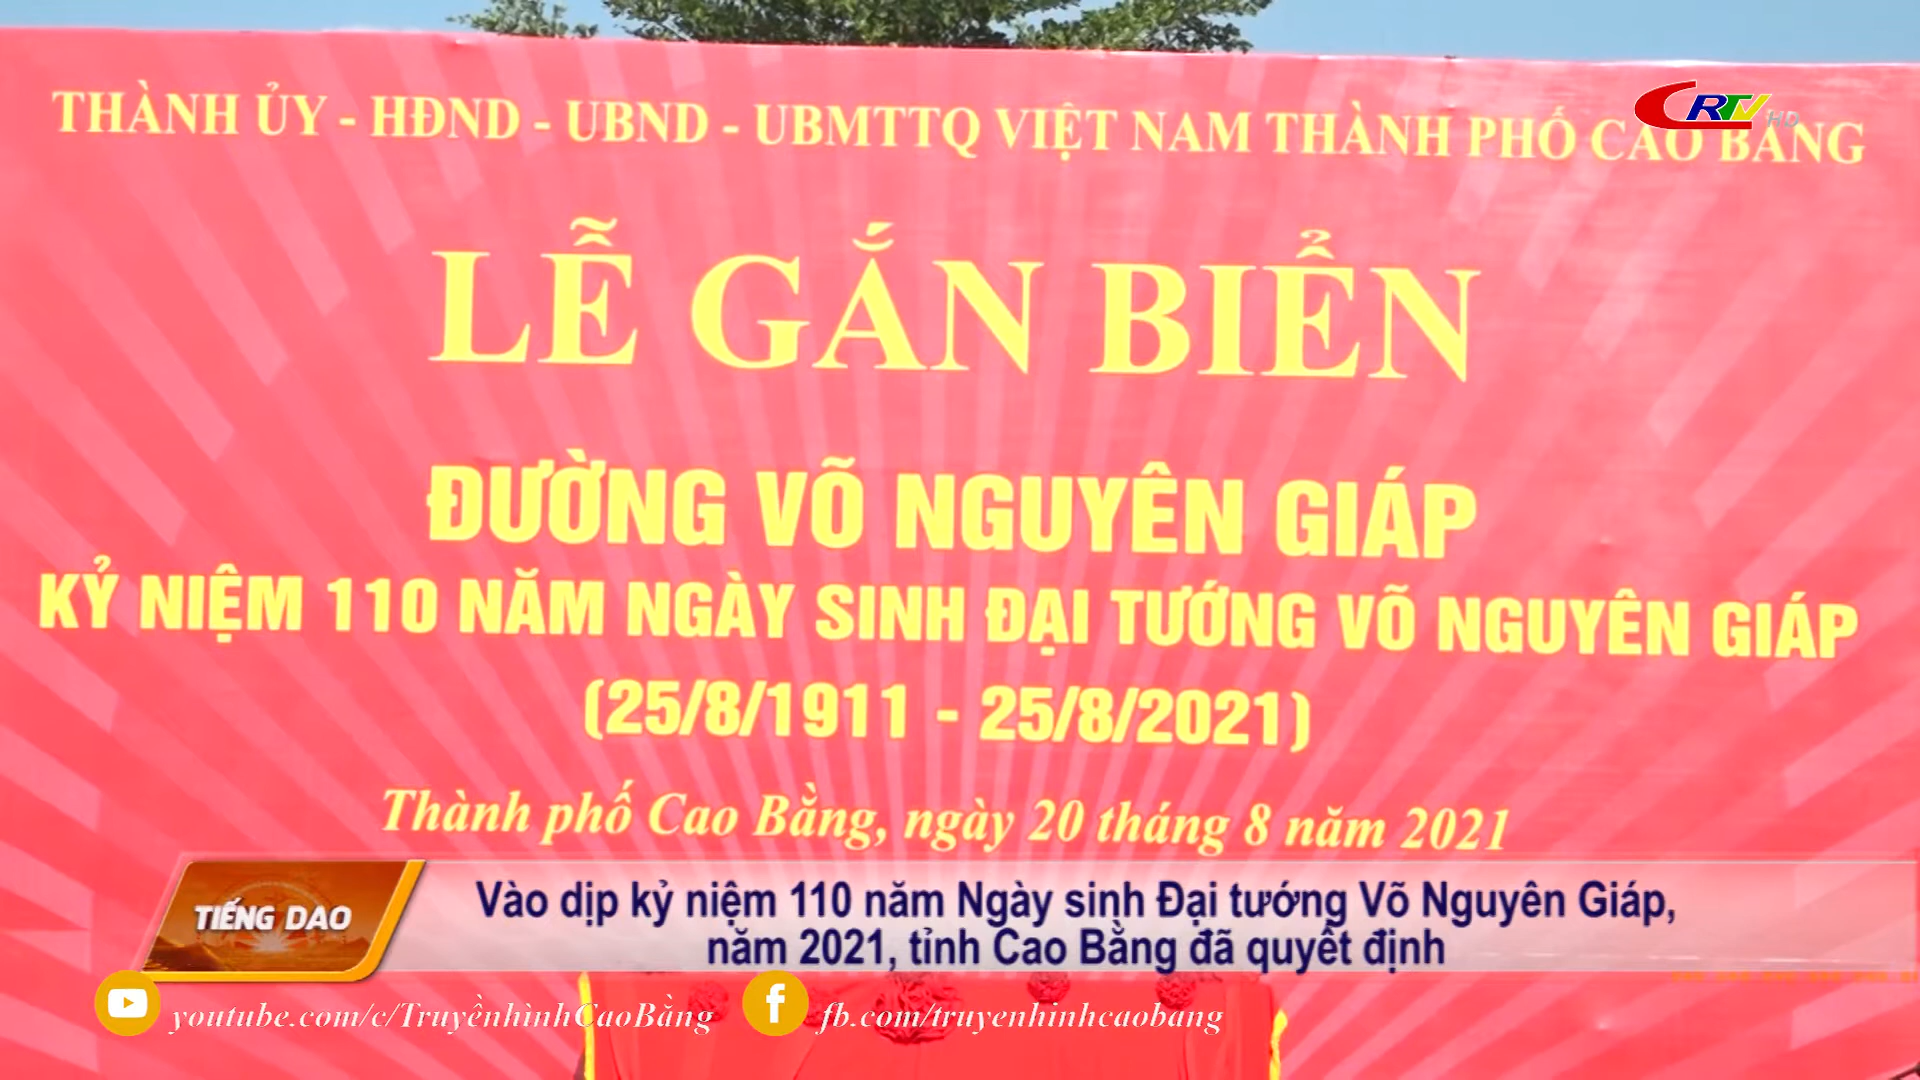 THÀNH ỦY - HĐND - UBND - UBMTTQ VIỆT NAM THÀNH PHỐ CAO BẰNG
CRTV HD
LỄ GẮN BIỂN
ĐƯỜNG VÕ NGUYÊN GIÁP
KỶ NIỆM 110 NĂM NGÀY SINH ĐẠI TƯỚNG VÕ NGUYÊN GIÁP
(25/8/1911 - 25/8/2021)
Thành phố Cao Bằng, ngày 20 tháng 8 năm 2021
TIẾNG DAO
Vào dịp kỷ niệm 110 năm Ngày sinh Đại tướng Võ Nguyên Giáp,
năm 2021, tỉnh Cao Bằng đã quyết định
youtube.com/c/TruyềnhìnhCaoBằng
fb.com/truyenhinhcaobang